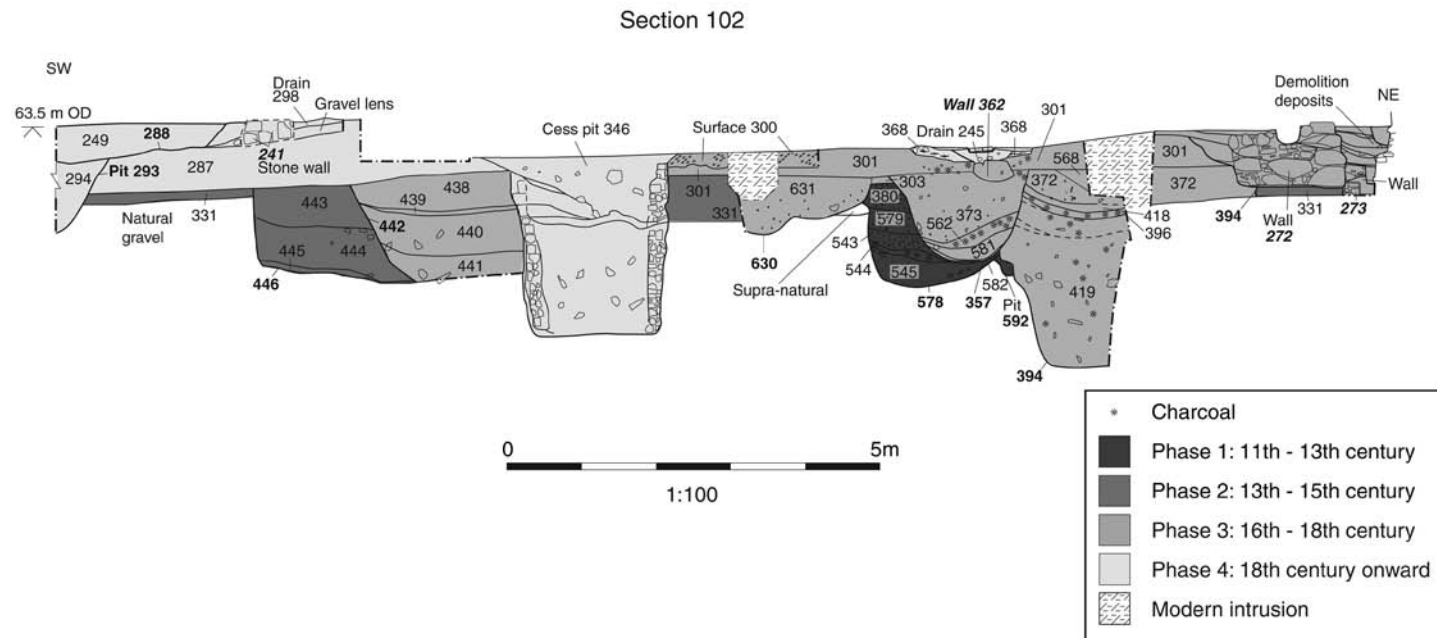 Section 102
SW
NE
63.5 m OD
Drain
298
Gravel lens
249
288
241
Stone wall
Pit 293
287
294
Natural
gravel
331
443
445
444
446
438
439
442
440
441
Cess pit 346
Surface 300
301
331
631
630
Supra-natural
301
368
Wall 362
Drain 245
368
301
303
380
579
543
544
545
578
562
373
581
357
582
Pit
592
568
372
418
396
419
394
301
372
394
Demolition
deposits
Wall
272
331
273
Wall
0
5m
1:100
Charcoal
Phase 1: 11th - 13th century
Phase 2: 13th - 15th century
Phase 3: 16th - 18th century
Phase 4: 18th century onward
Modern intrusion